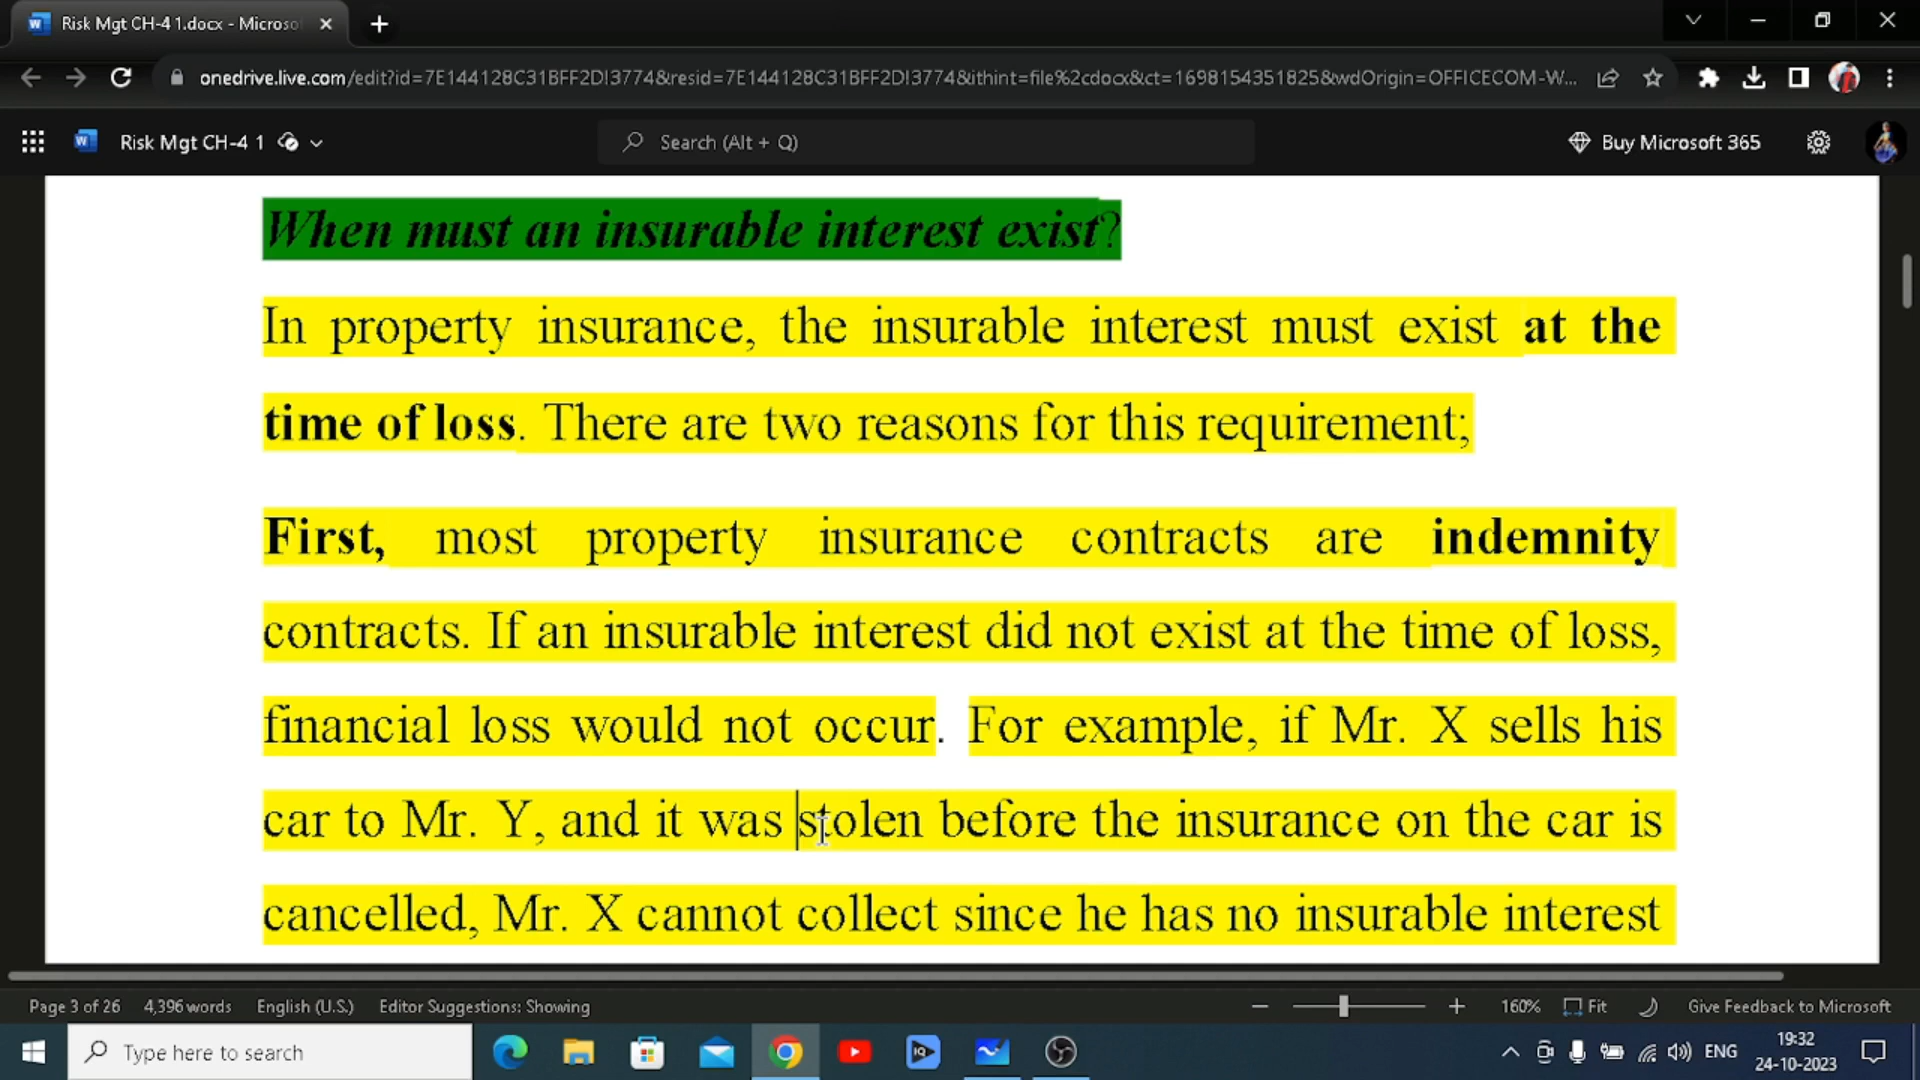 Risk Mgt CH-4 1.docx - Microso
onedrive.live.com/edit?id=7E144128C31BFF2D!3774&resid=7E144128C31BFF2D!3774&ithint=file%2cdocx&ct=1698154351825&wdOrigin=OFFICECOM-W...
Risk Mgt CH-4 1
Search (Alt + Q)
Buy Microsoft 365
When must an insurable interest exist?
In property insurance, the insurable interest must exist at the
time of loss. There are two reasons for this requirement;
First, most property insurance contracts are indemnity
contracts. If an insurable interest did not exist at the time of loss,
financial loss would not occur. For example, if Mr. X sells his
car to Mr. Y, and it was stolen before the insurance on the car is
cancelled, Mr. X cannot collect since he has no insurable interest
Page 3 of 26 4,396 words English (U.S.) Editor Suggestions: Showing 160% Fit Give Feedback to Microsoft
Type here to search
ENG
19:32
24-10-2023